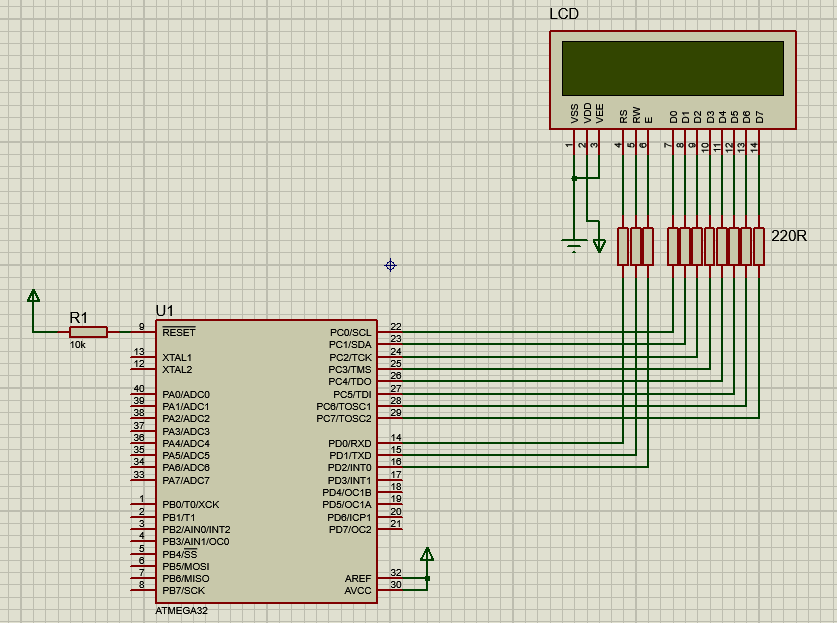 LCD
VSS VDD VEE RS RW E D0 D1 D2 D3 D4 D5 D6 D7
1 2 3 4 5 6 7 8 9 10 11 12 13 14
220R
R1
10k
U1
9 RESET
13 XTAL1
12 XTAL2
40 PA0/ADC0
39 PA1/ADC1
38 PA2/ADC2
37 PA3/ADC3
36 PA4/ADC4
35 PA5/ADC5
34 PA6/ADC6
33 PA7/ADC7
1 PB0/T0/XCK
2 PB1/T1
3 PB2/AIN0/INT2
4 PB3/AIN1/OC0
5 PB4/SS
6 PB5/MOSI
7 PB6/MISO
8 PB7/SCK
PC0/SCL 22
PC1/SDA 23
PC2/TCK 24
PC3/TMS 25
PC4/TDO 26
PC5/TDI 27
PC6/TOSC1 28
PC7/TOSC2 29
PD0/RXD 14
PD1/TXD 15
PD2/INT0 16
PD3/INT1 17
PD4/OC1B 18
PD5/OC1A 19
PD6/ICP1 20
PD7/OC2 21
AREF 32
AVCC 30
ATMEGA32